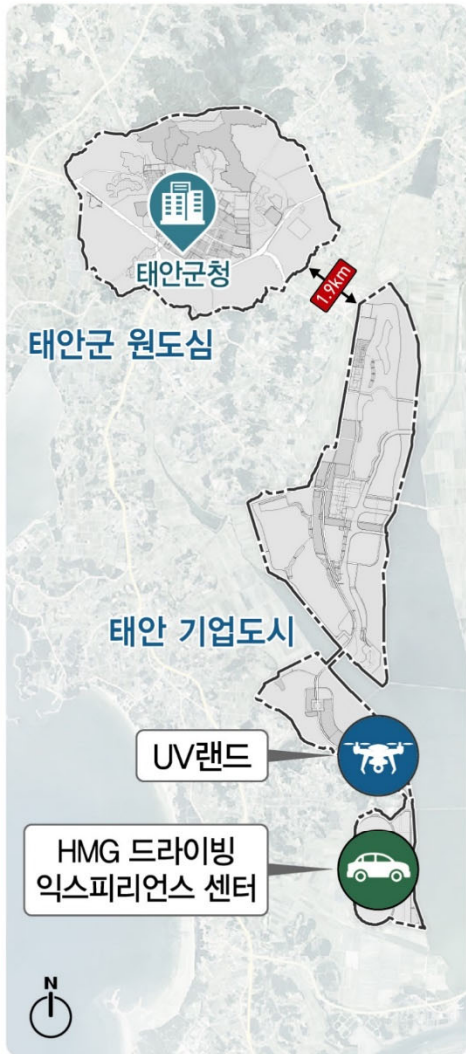 태안군청
1.9km
태안군 원도심
태안 기업도시
UV랜드
HMG 드라이빙
익스피리언스 센터
N